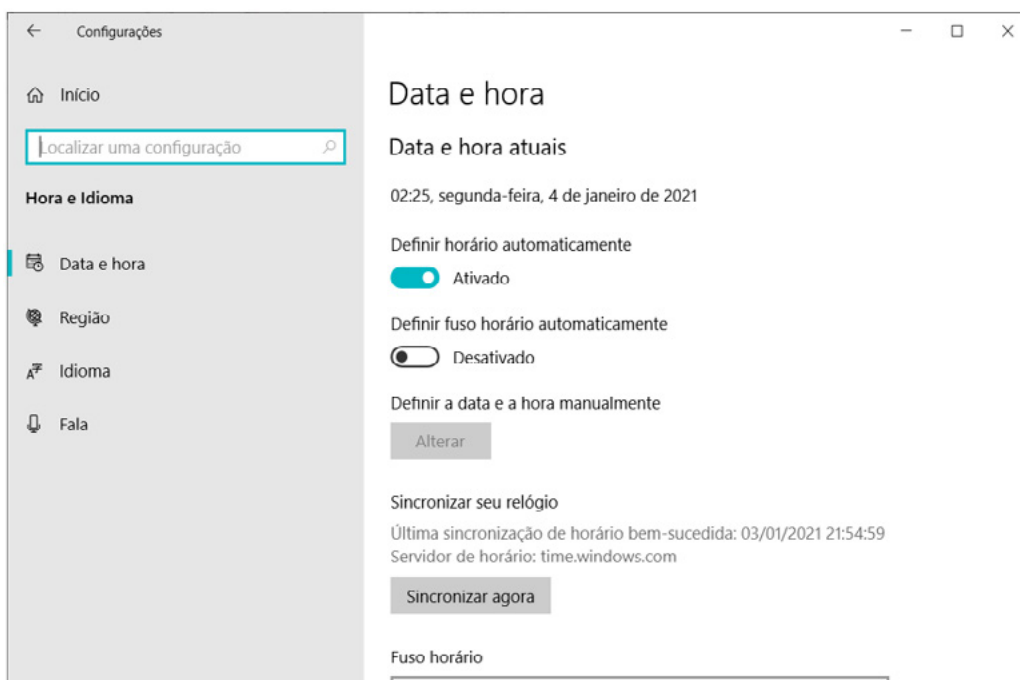 Configurações
Início
Localizar uma configuração
Hora e Idioma
Data e hora
Região
Idioma
Fala
Data e hora
Data e hora atuais
02:25, segunda-feira, 4 de janeiro de 2021
Definir horário automaticamente
Ativado
Definir fuso horário automaticamente
Desativado
Definir a data e a hora manualmente
Alterar
Sincronizar seu relógio
Última sincronização de horário bem-sucedida: 03/01/2021 21:54:59
Servidor de horário: time.windows.com
Sincronizar agora
Fuso horário